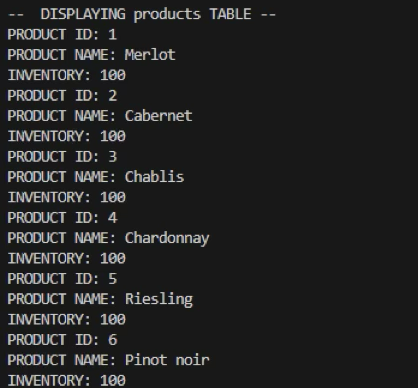 --  DISPLAYING products TABLE --
PRODUCT ID: 1
PRODUCT NAME: Merlot
INVENTORY: 100
PRODUCT ID: 2
PRODUCT NAME: Cabernet
INVENTORY: 100
PRODUCT ID: 3
PRODUCT NAME: Chablis
INVENTORY: 100
PRODUCT ID: 4
PRODUCT NAME: Chardonnay
INVENTORY: 100
PRODUCT ID: 5
PRODUCT NAME: Riesling
INVENTORY: 100
PRODUCT ID: 6
PRODUCT NAME: Pinot noir
INVENTORY: 100